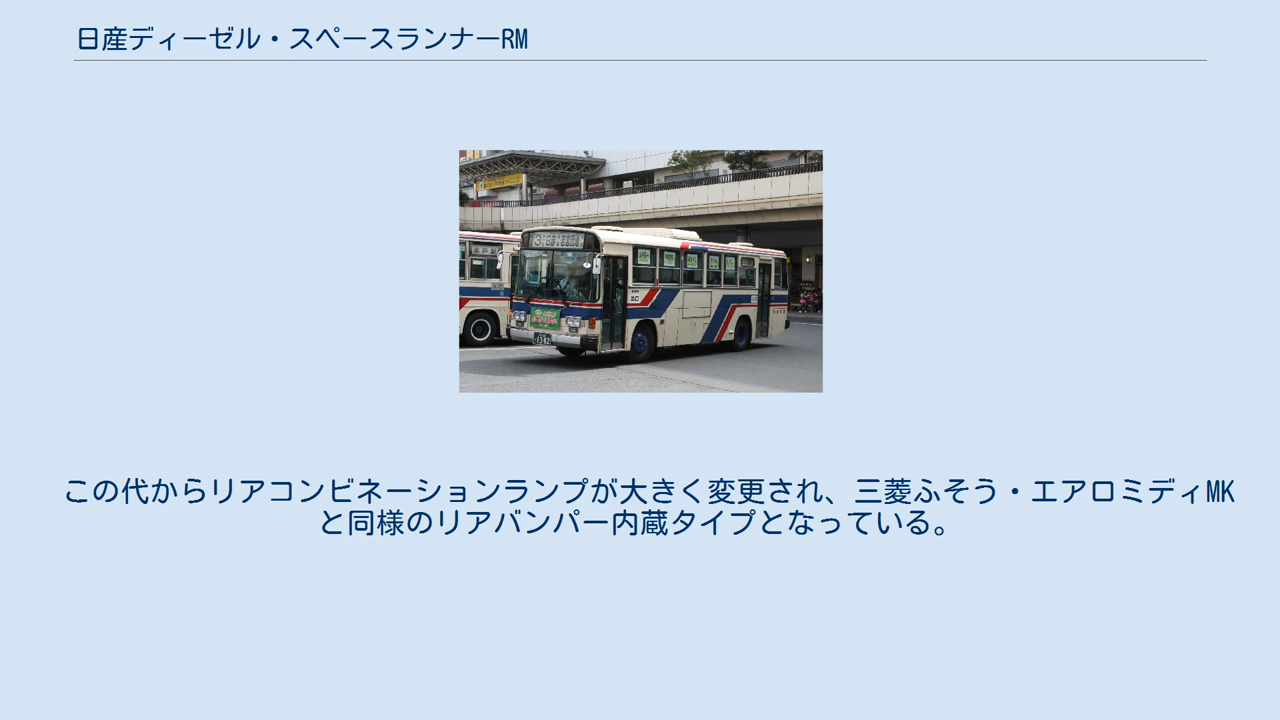 日産ディーゼル・スペースランナーRM
この代からリアコンビネーションランプが大きく変更され、三菱ふそう・エアロミディMK
と同様のリアバンパー内蔵タイプとなっている。